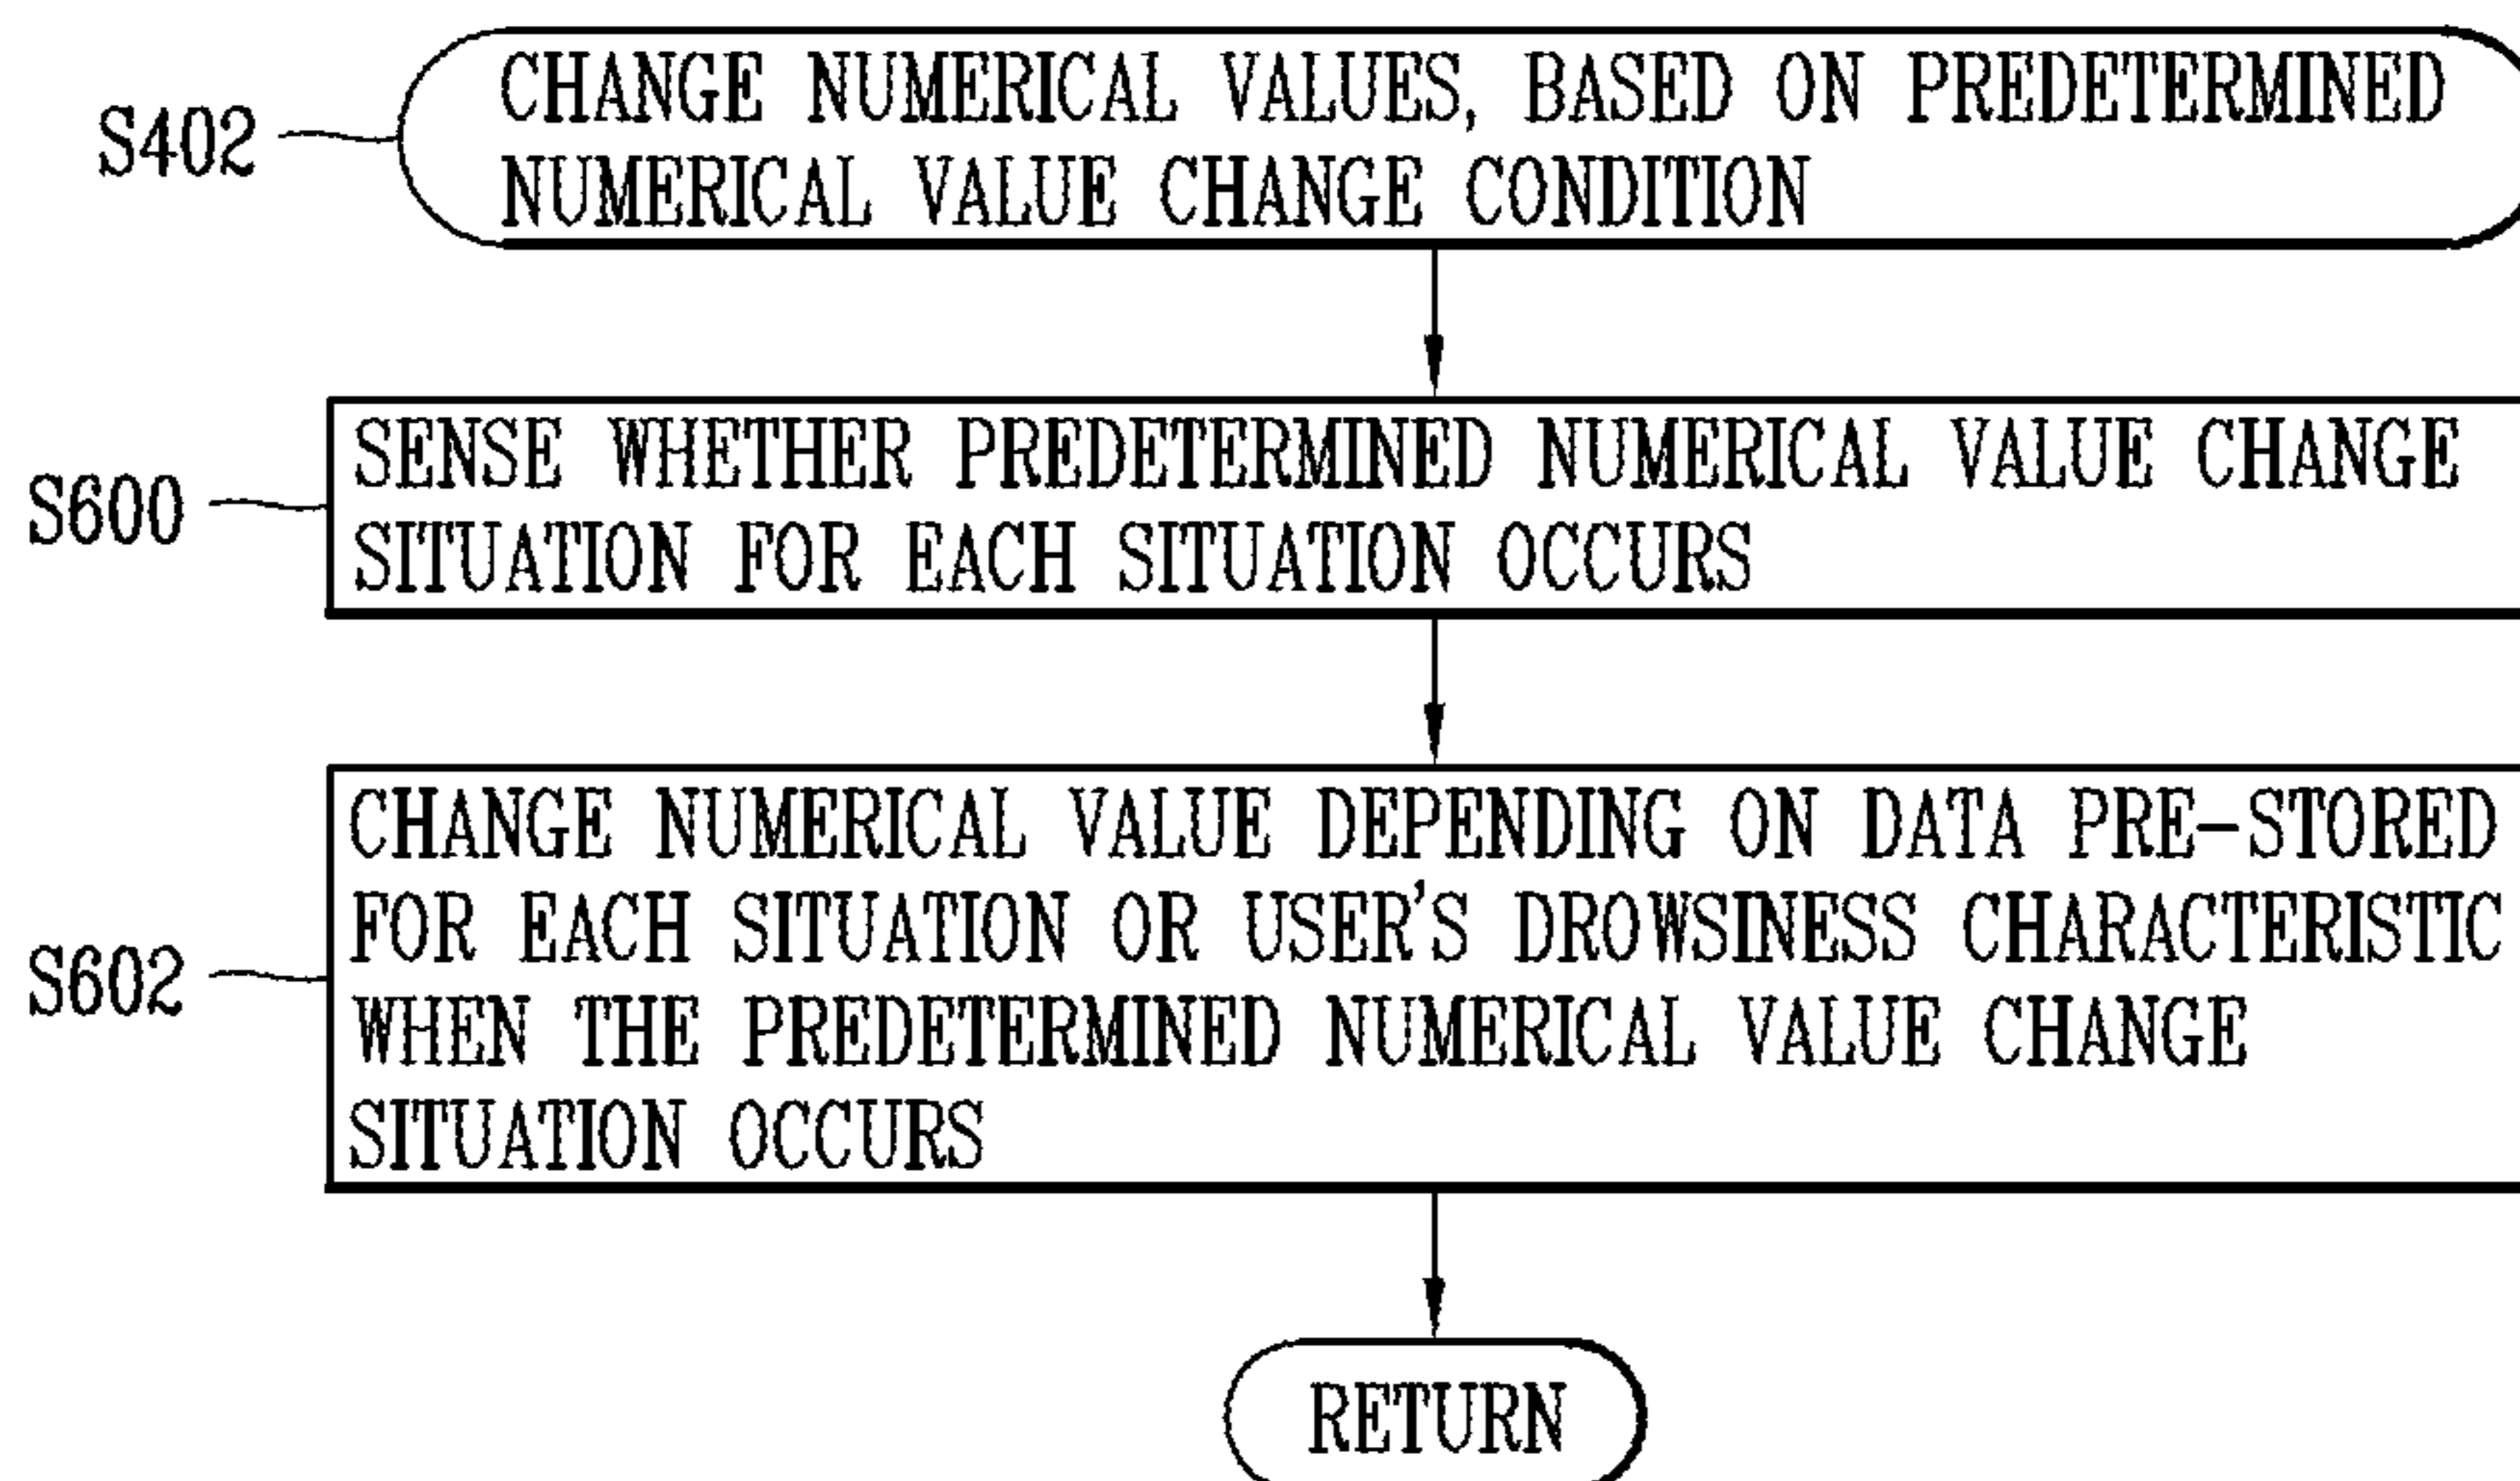 S402
CHANGE NUMERICAL VALUES, BASED ON PREDETERMINED
NUMERICAL VALUE CHANGE CONDITION
S600
SENSE WHETHER PREDETERMINED NUMERICAL VALUE CHANGE
SITUATION FOR EACH SITUATION OCCURS
S602
CHANGE NUMERICAL VALUE DEPENDING ON DATA PRE-STORED
FOR EACH SITUATION OR USER'S DROWSINESS CHARACTERISTIC
WHEN THE PREDETERMINED NUMERICAL VALUE CHANGE
SITUATION OCCURS
RETURN